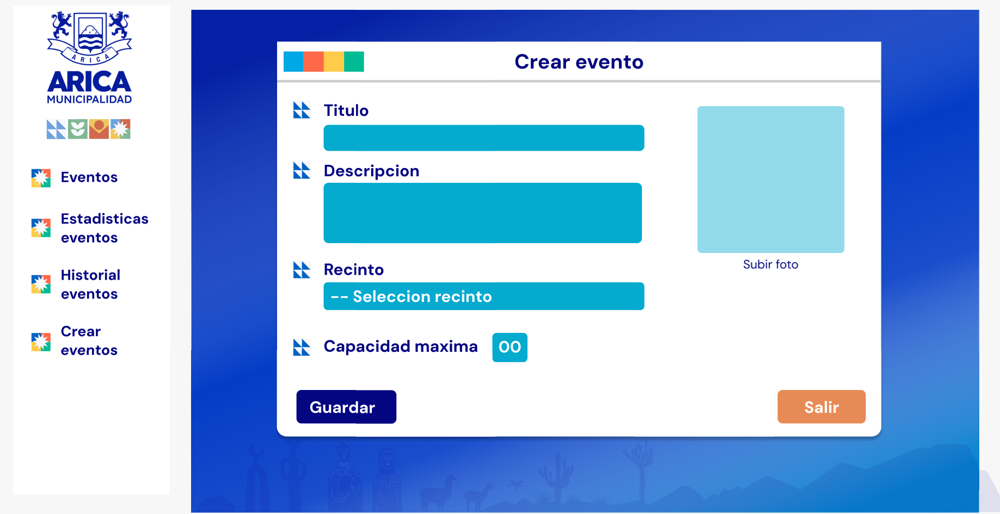 ARICA
ARICA
MUNICIPALIDAD
Eventos
Estadisticas
eventos
Historial
eventos
Crear
eventos
Crear evento
Titulo
Descripcion
Recinto
-- Seleccion recinto
Capacidad maxima 00
Subir foto
Guardar
Salir